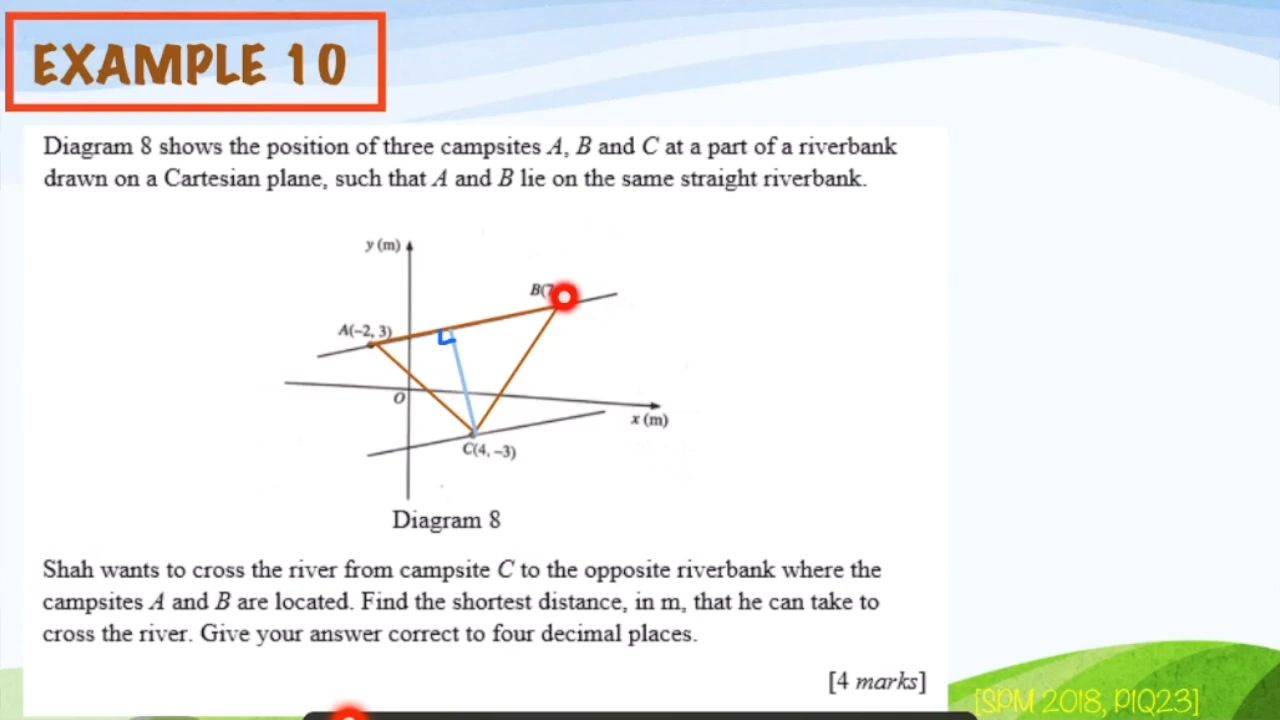 EXAMPLE 10
Diagram 8 shows the position of three campsites A, B and C at a part of a riverbank
drawn on a Cartesian plane, such that A and B lie on the same straight riverbank.
y (m)
B(7
A(−2, 3)
O
x (m)
C(4, −3)
Diagram 8
Shah wants to cross the river from campsite C to the opposite riverbank where the
campsites A and B are located. Find the shortest distance, in m, that he can take to
cross the river. Give your answer correct to four decimal places.
[4 marks]
[SPM 2018, P1Q23]